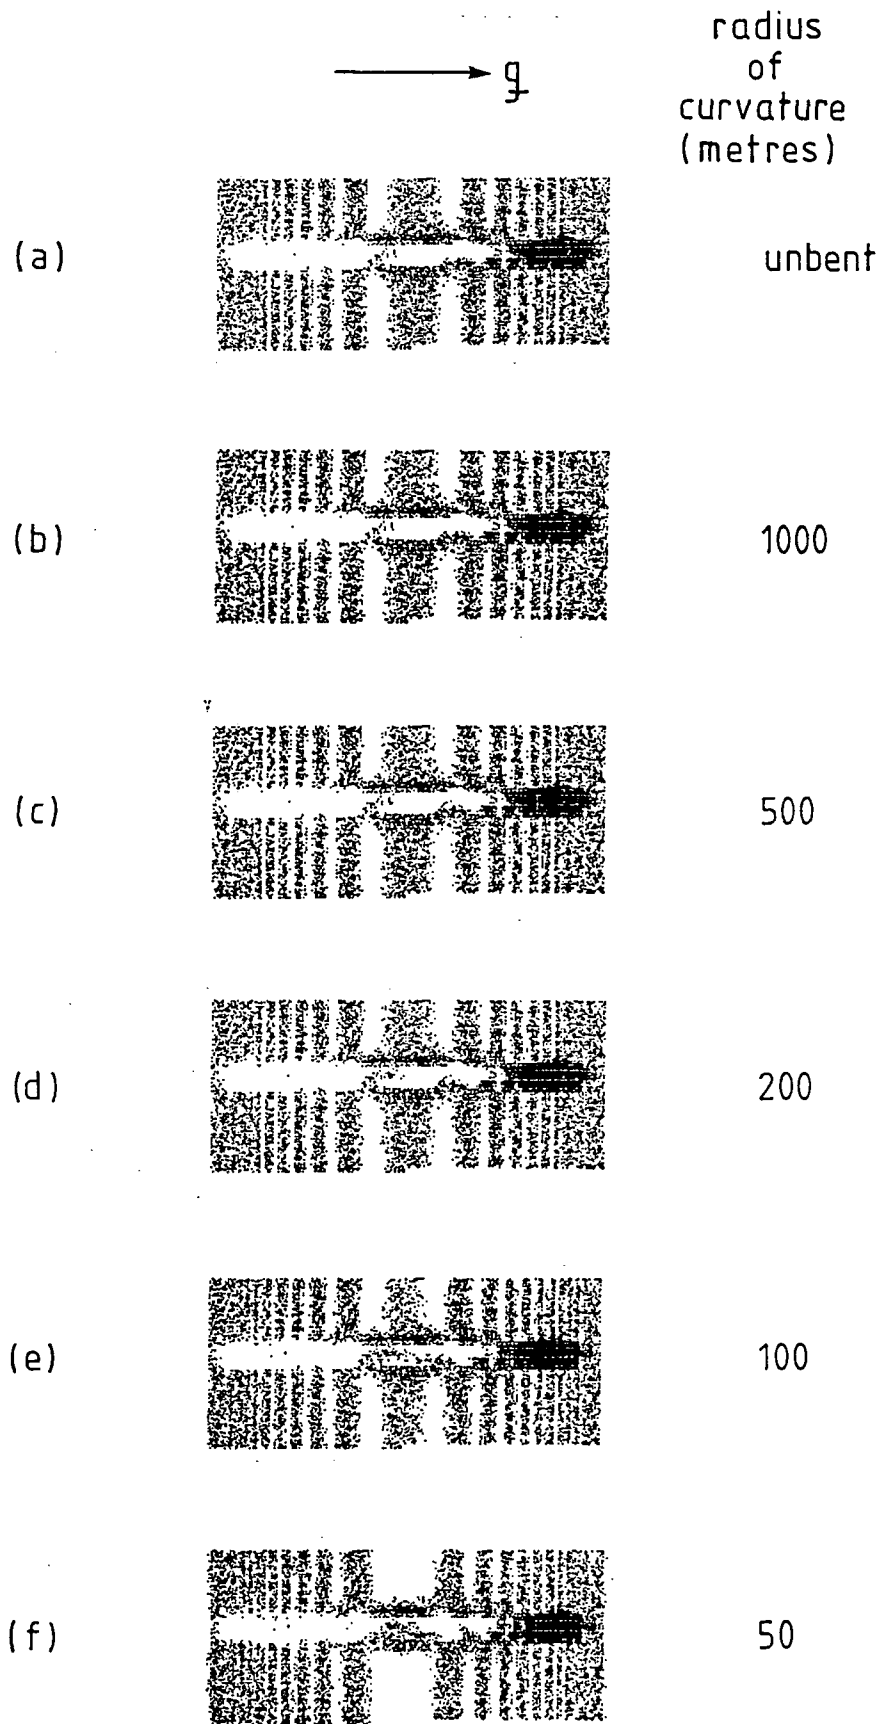 radius
of
curvature
(metres)
g
(a) unbent
(b) 1000
(c) 500
(d) 200
(e) 100
(f) 50